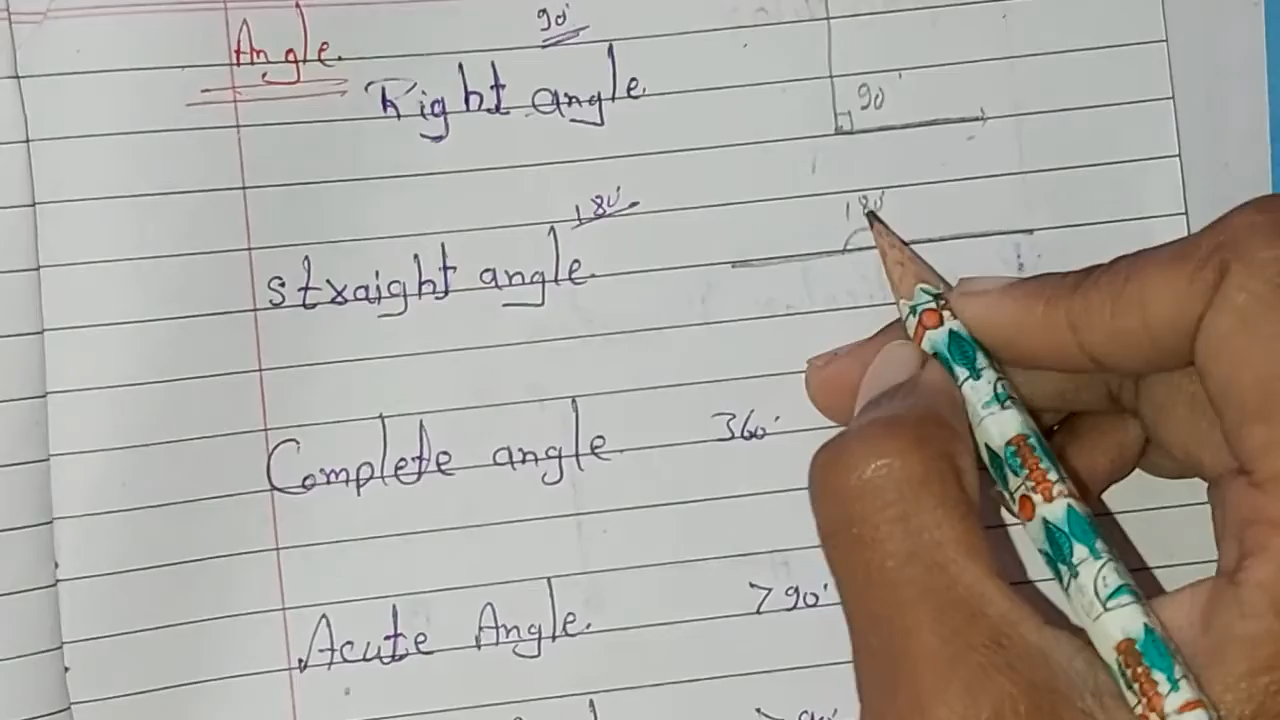 Angle.
90°
Right angle.
90°
180°
180°
straight angle.
Complete angle. 360°
Acute Angle. >90°